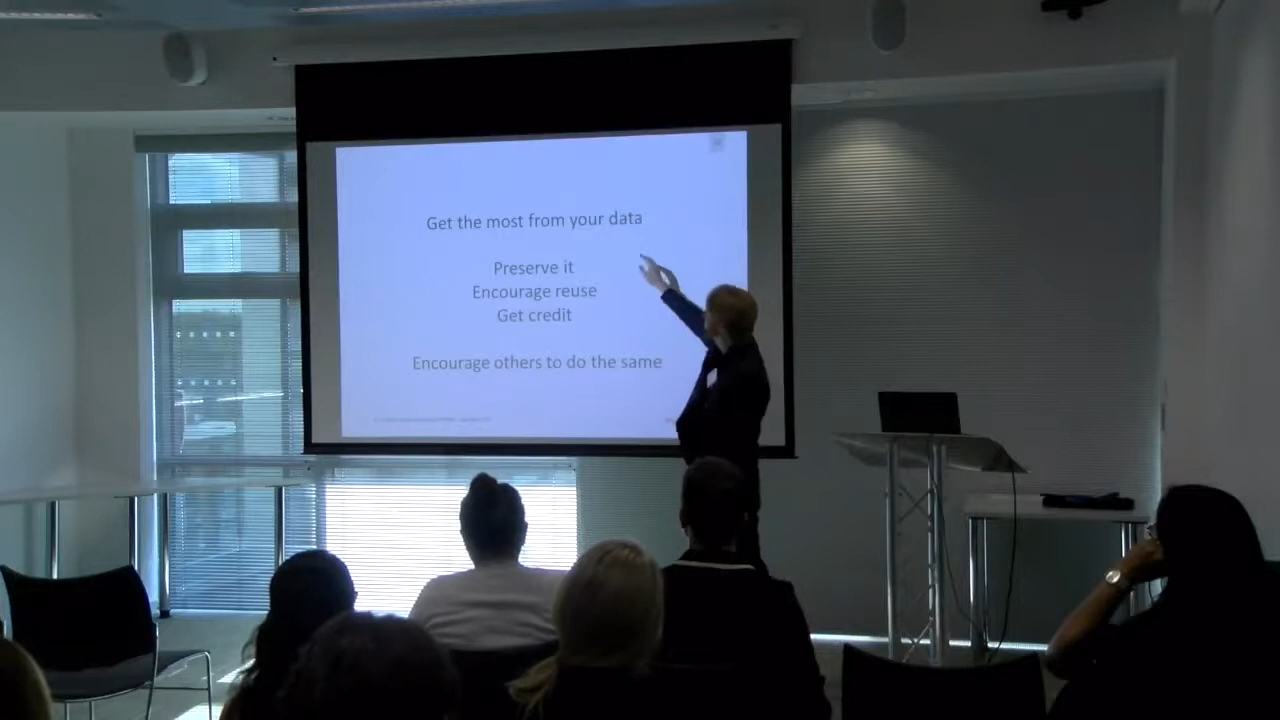 Get the most from your data
Preserve it
Encourage reuse
Get credit
Encourage others to do the same